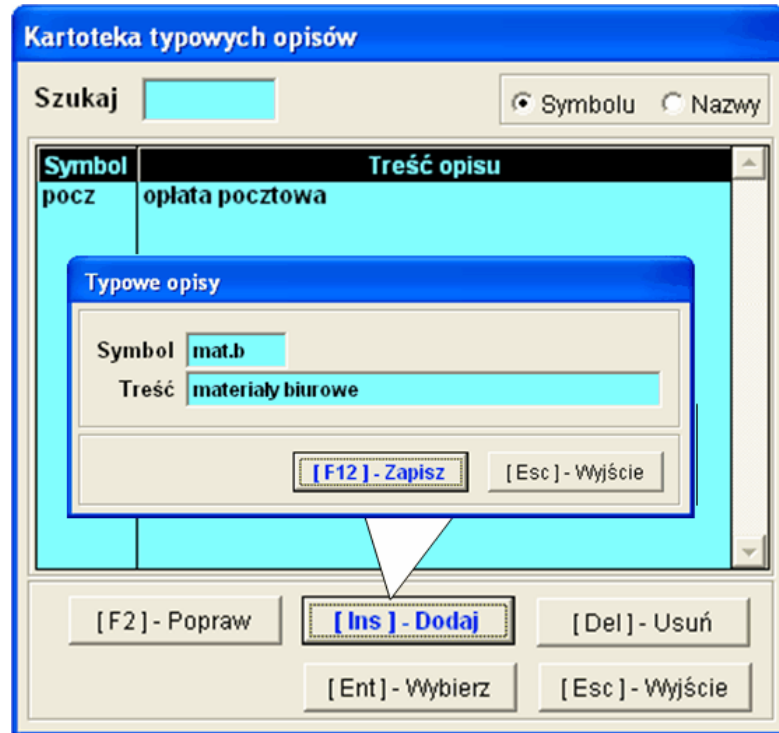 Kartoteka typowych opisów
Szukaj Symbolu Nazwy
Symbol Treść opisu
pocz opłata pocztowa
Typowe opisy
Symbol mat.b
Treść materiały biurowe
[ F12 ] - Zapisz [ Esc ] - Wyjście
[ F2 ] - Popraw [ Ins ] - Dodaj [ Del ] - Usuń
[ Ent ] - Wybierz [ Esc ] - Wyjście